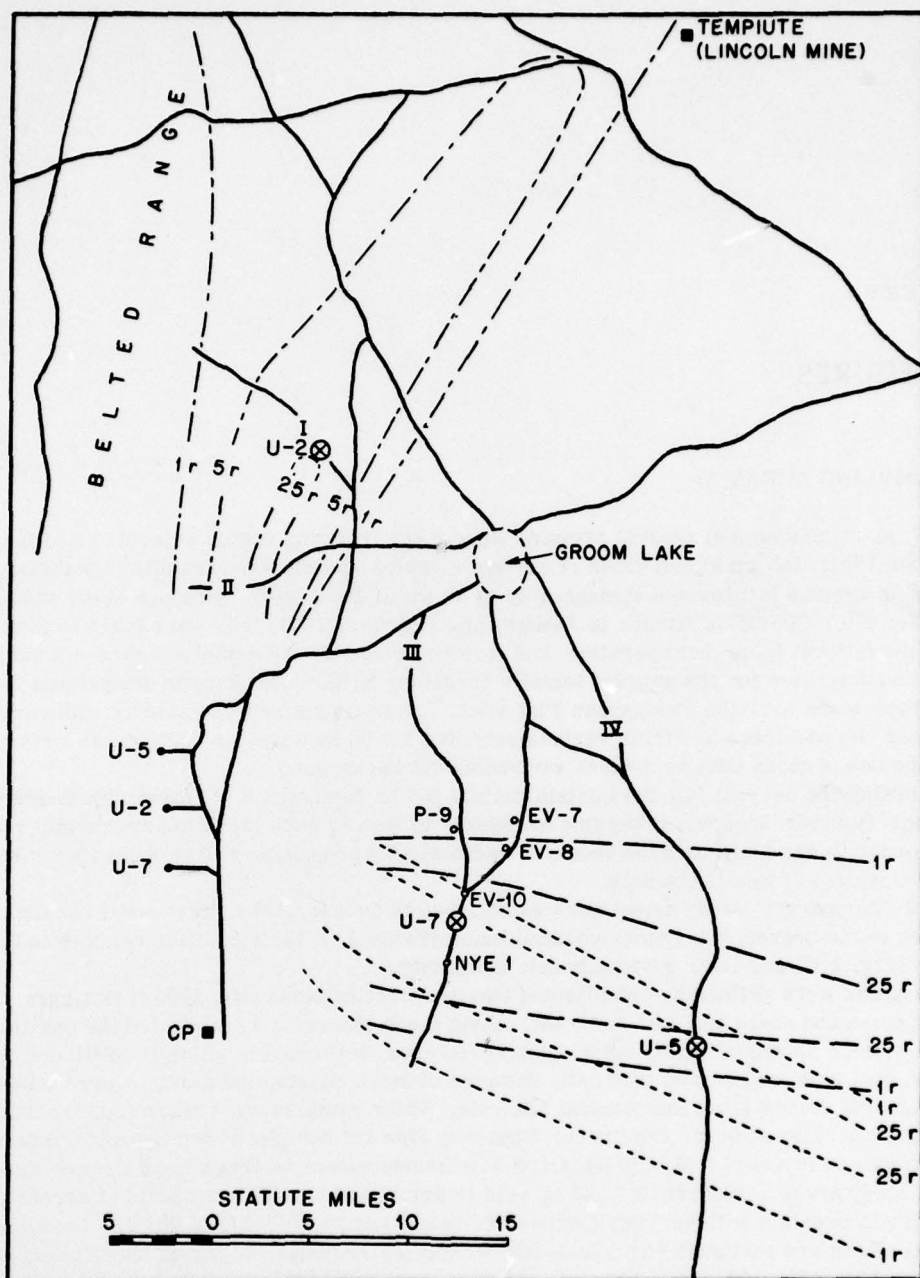 TEMPIUTE
(LINCOLN MINE)
BELTED RANGE
I
U-2
1r 5r
25r 5r 1r
GROOM LAKE
II
III
IV
U-5
U-2
U-7
P-9
EV-7
EV-8
1r
EV-10
U-7
NYE 1
25r
CP
U-5
25r
1r
1r
25r
25r
1r
STATUTE MILES
5 0 5 10 15